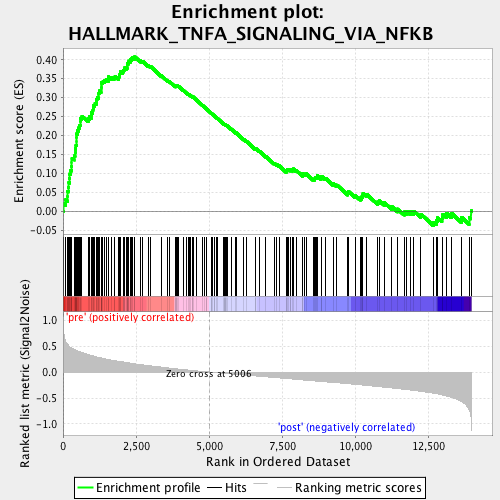 Enrichment plot:
HALLMARK_TNFA_SIGNALING_VIA_NFKB
Enrichment score (ES)
0.40
0.35
0.30
0.25
0.20
0.15
0.10
0.05
0.00
-0.05
Ranked list metric (Signal2Noise)
1.0
0.5
0.0
-0.5
-1.0
'pre' (positively correlated)
Zero cross at 5006
'post' (negatively correlated)
0
2,500
5,000
7,500
10,000
12,500
Rank in Ordered Dataset
Enrichment profile
Hits
Ranking metric scores